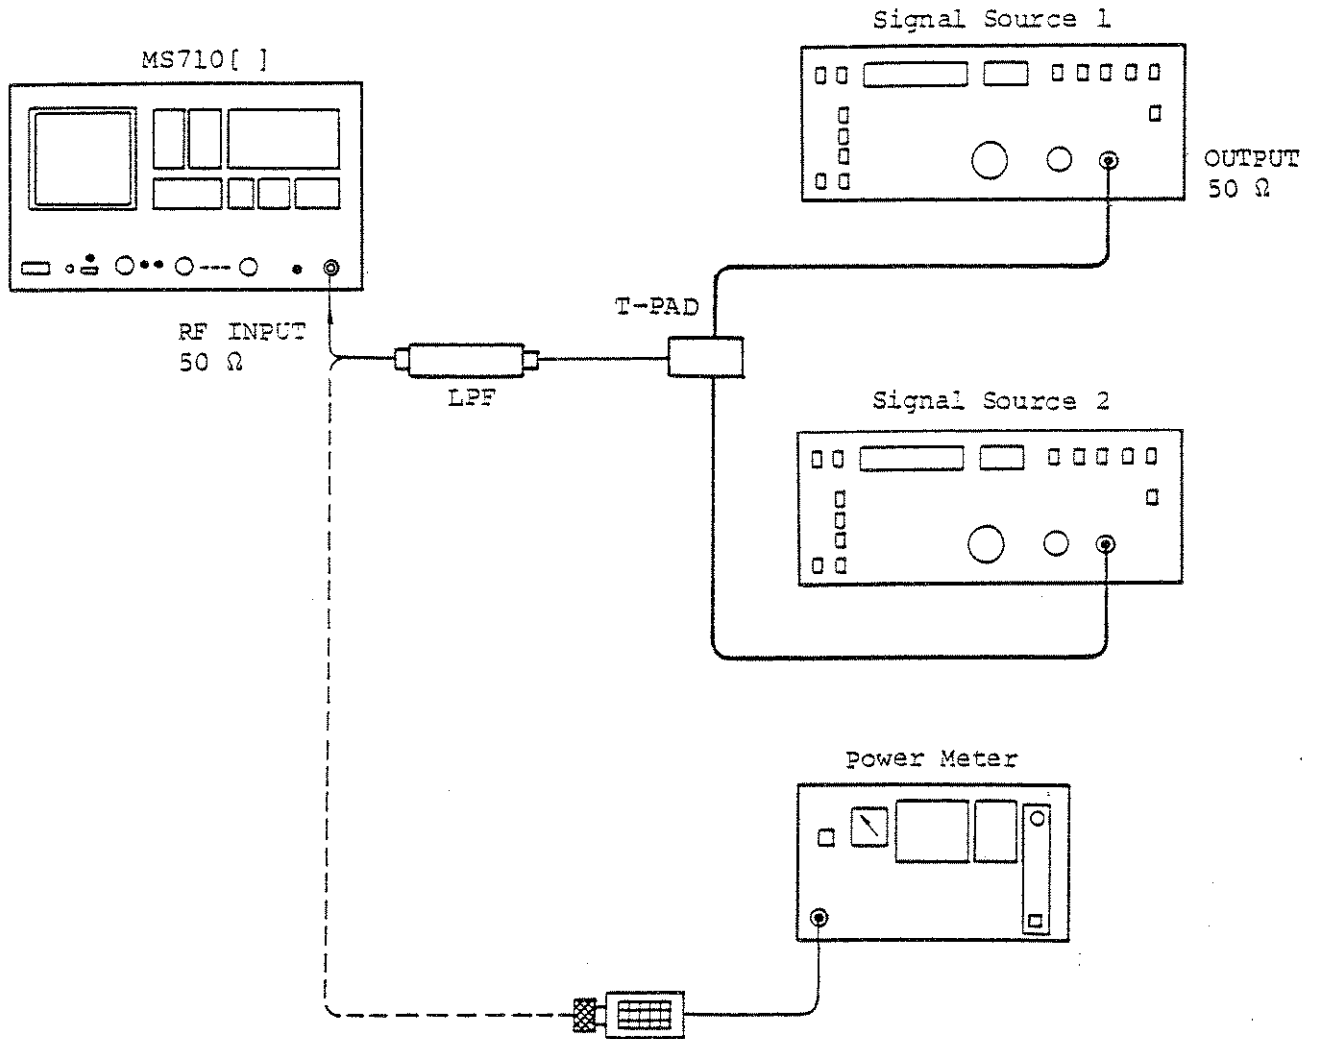 Signal Source 1
MS710[ ]
OUTPUT
50 Ω
T-PAD
RF INPUT
50 Ω
LPF
Signal Source 2
Power Meter